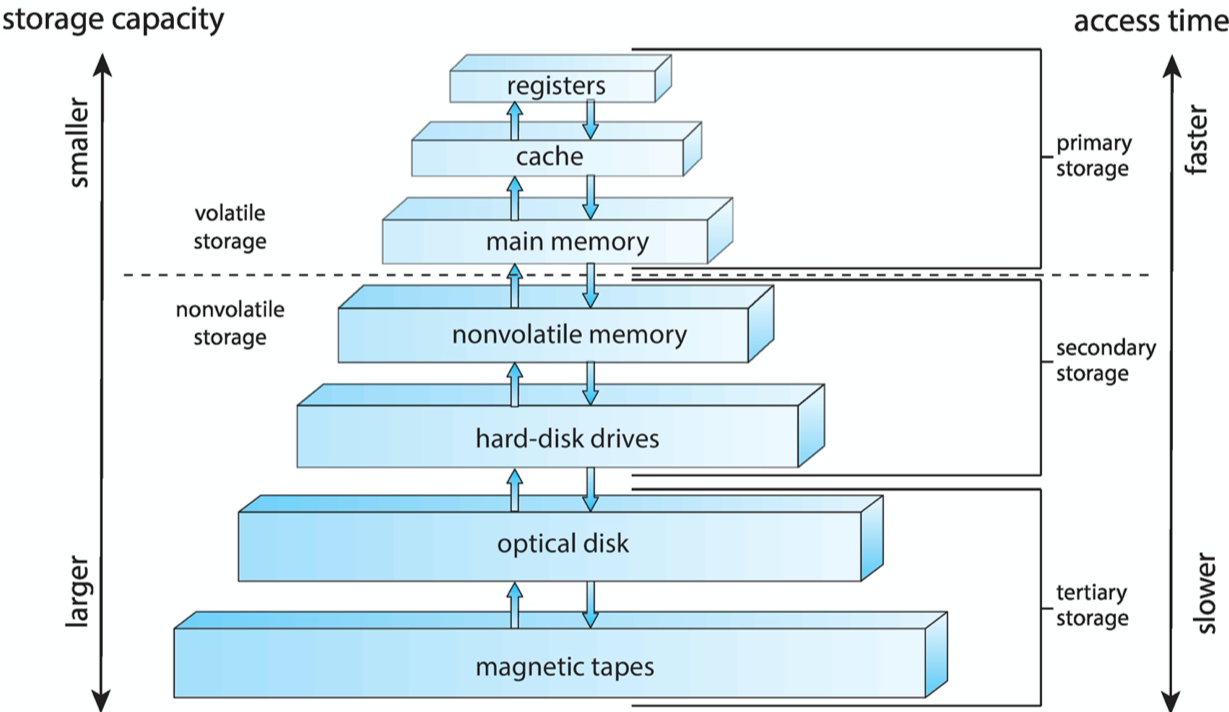 storage capacity
access time
smaller
larger
faster
slower
registers
cache
main memory
nonvolatile memory
hard-disk drives
optical disk
magnetic tapes
volatile
storage
nonvolatile
storage
primary
storage
secondary
storage
tertiary
storage